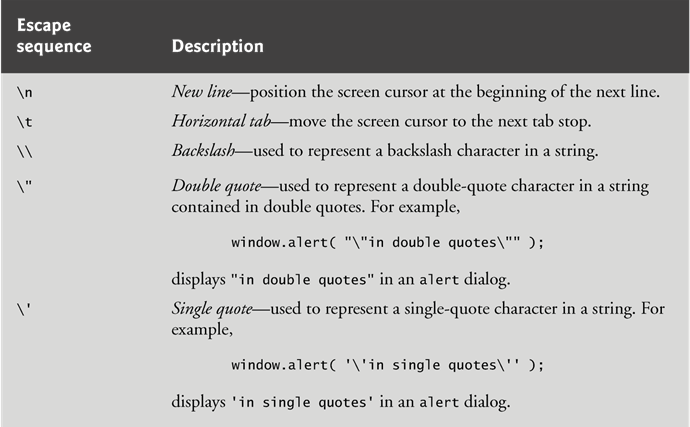 Escape
sequence Description
\n New line—position the screen cursor at the beginning of the next line.
\t Horizontal tab—move the screen cursor to the next tab stop.
\\ Backslash—used to represent a backslash character in a string.
\" Double quote—used to represent a double-quote character in a string
contained in double quotes. For example,
window.alert( "\"in double quotes\"" );
displays "in double quotes" in an alert dialog.
\' Single quote—used to represent a single-quote character in a string. For
example,
window.alert( '\'in single quotes\'' );
displays 'in single quotes' in an alert dialog.